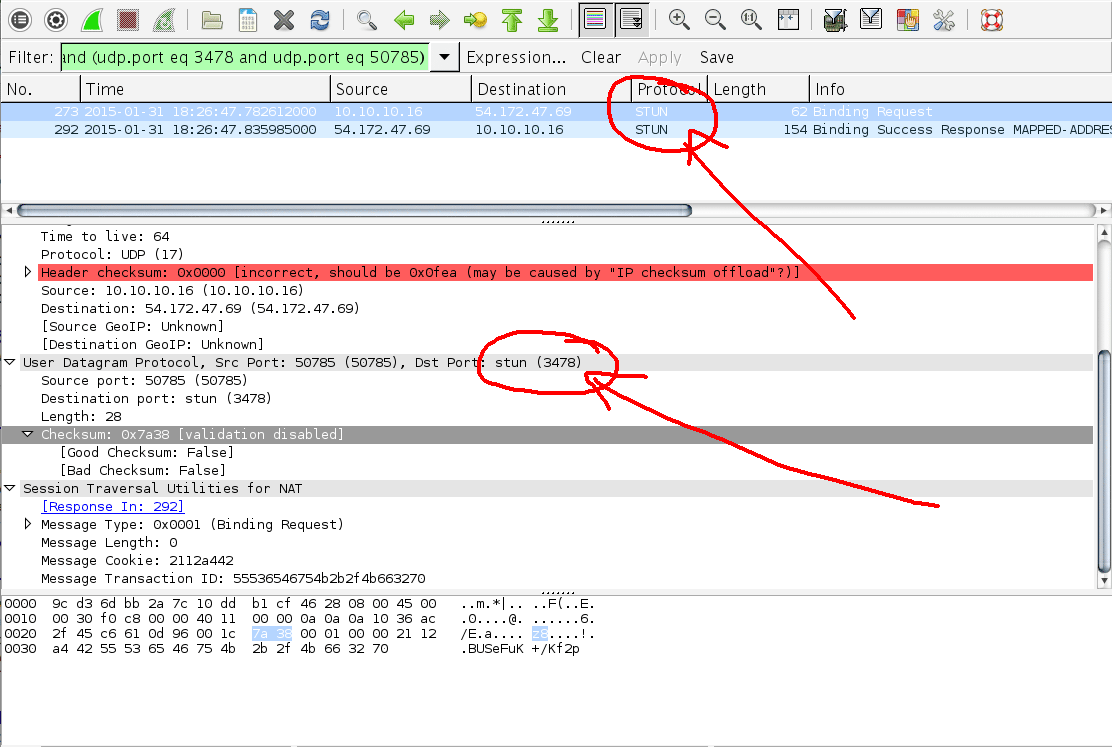 Filter: and (udp.port eq 3478 and udp.port eq 50785) Expression... Clear Apply Save
No. Time Source Destination Protocol Length Info
273 2015-01-31 18:26:47.782612000 10.10.10.16 54.172.47.69 STUN 62 Binding Request
292 2015-01-31 18:26:47.835985000 54.172.47.69 10.10.10.16 STUN 154 Binding Success Response MAPPED-ADDRES
Time to live: 64
Protocol: UDP (17)
Header checksum: 0x0000 [incorrect, should be 0x0fea (may be caused by "IP checksum offload"?)]
Source: 10.10.10.16 (10.10.10.16)
Destination: 54.172.47.69 (54.172.47.69)
[Source GeoIP: Unknown]
[Destination GeoIP: Unknown]
User Datagram Protocol, Src Port: 50785 (50785), Dst Port: stun (3478)
Source port: 50785 (50785)
Destination port: stun (3478)
Length: 28
Checksum: 0x7a38 [validation disabled]
[Good Checksum: False]
[Bad Checksum: False]
Session Traversal Utilities for NAT
[Response In: 292]
Message Type: 0x0001 (Binding Request)
Message Length: 0
Message Cookie: 2112a442
Message Transaction ID: 55536546754b2b2f4b663270
0000 9c d3 6d bb 2a 7c 10 dd b1 cf 46 28 08 00 45 00 ..m.*|.. ..F(..E.
0010 00 30 f0 c8 00 00 40 11 00 00 0a 0a 0a 10 36 ac .0....@. ......6.
0020 2f 45 c6 61 0d 96 00 1c 7a 38 00 01 00 00 21 12 /E.a.... z8....!.
0030 a4 42 55 53 65 46 75 4b 2b 2f 4b 66 32 70 .BUSeFuK +/Kf2p